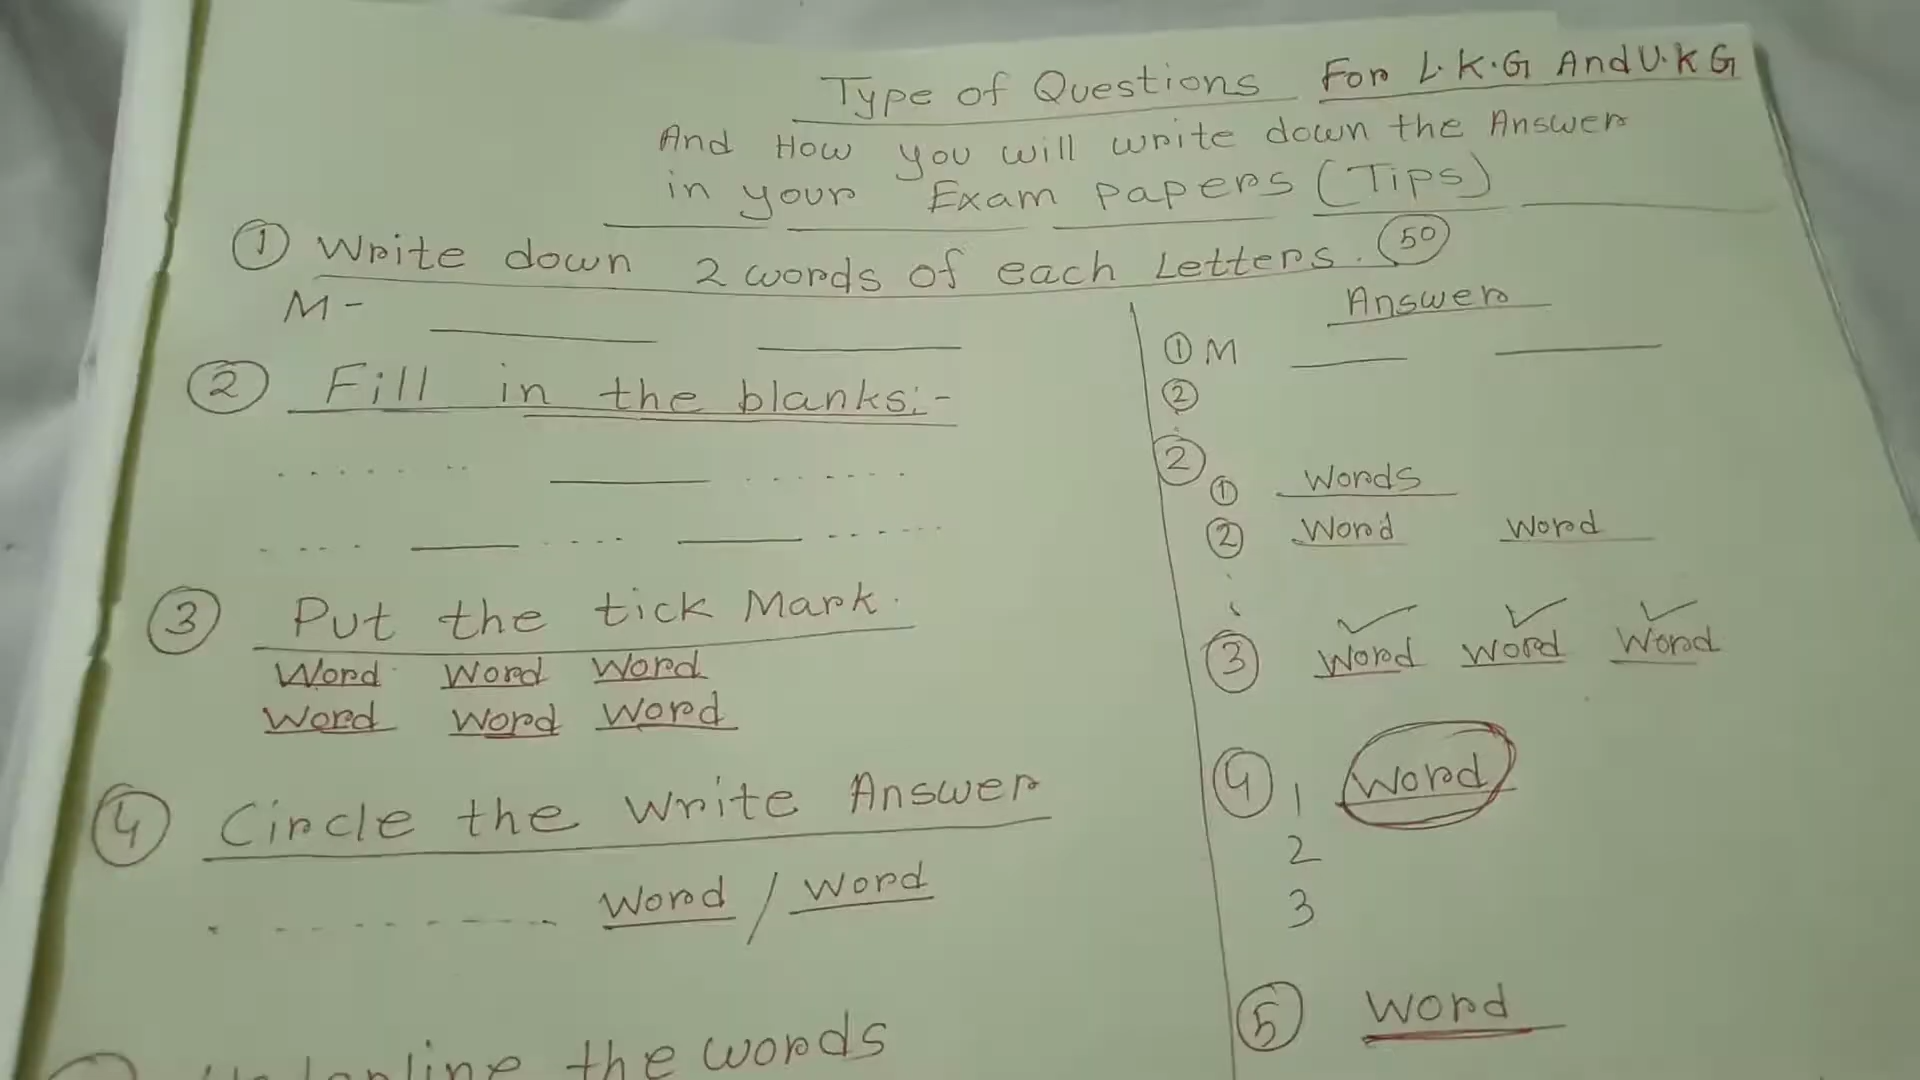 Type of Questions For L.K.G And U.K G
And How you will write down the Answer
in your Exam papers (Tips)
① Write down 2 words of each Letters. 50
M -
② Fill in the blanks:-
③ Put the tick Mark.
Word Word Word
Word Word Word
④ Circle the Write Answer
Word / Word
Underline the words
Answer
① M
②
②
① Words
② Word Word
③ Word Word Word
④ 1 Word
2
3
⑤ Word